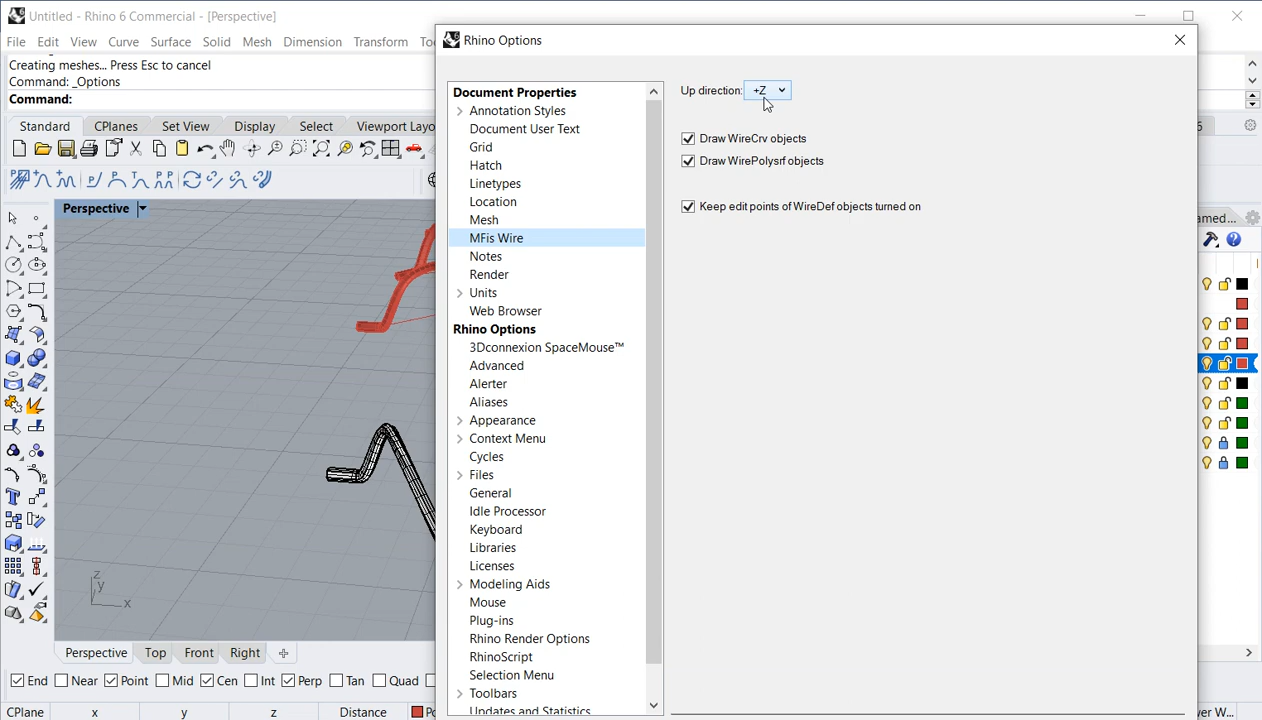 Untitled - Rhino 6 Commercial - [Perspective]
File Edit View Curve Surface Solid Mesh Dimension Transform
Creating meshes... Press Esc to cancel
Command: _Options
Command:
Standard CPlanes Set View Display Select Viewport Layo
Perspective
z
y
x
Perspective Top Front Right
End Near Point Mid Cen Int Perp Tan Quad
CPlane x y z Distance
Rhino Options
Document Properties
Annotation Styles
Document User Text
Grid
Hatch
Linetypes
Location
Mesh
MFis Wire
Notes
Render
Units
Web Browser
Rhino Options
3Dconnexion SpaceMouse™
Advanced
Alerter
Aliases
Appearance
Context Menu
Cycles
Files
General
Idle Processor
Keyboard
Libraries
Licenses
Modeling Aids
Mouse
Plug-ins
Rhino Render Options
RhinoScript
Selection Menu
Toolbars
Updates and Statistics
Up direction: +Z
Draw WireCrv objects
Draw WirePolysrf objects
Keep edit points of WireDef objects turned on
6
amed...
ver W...